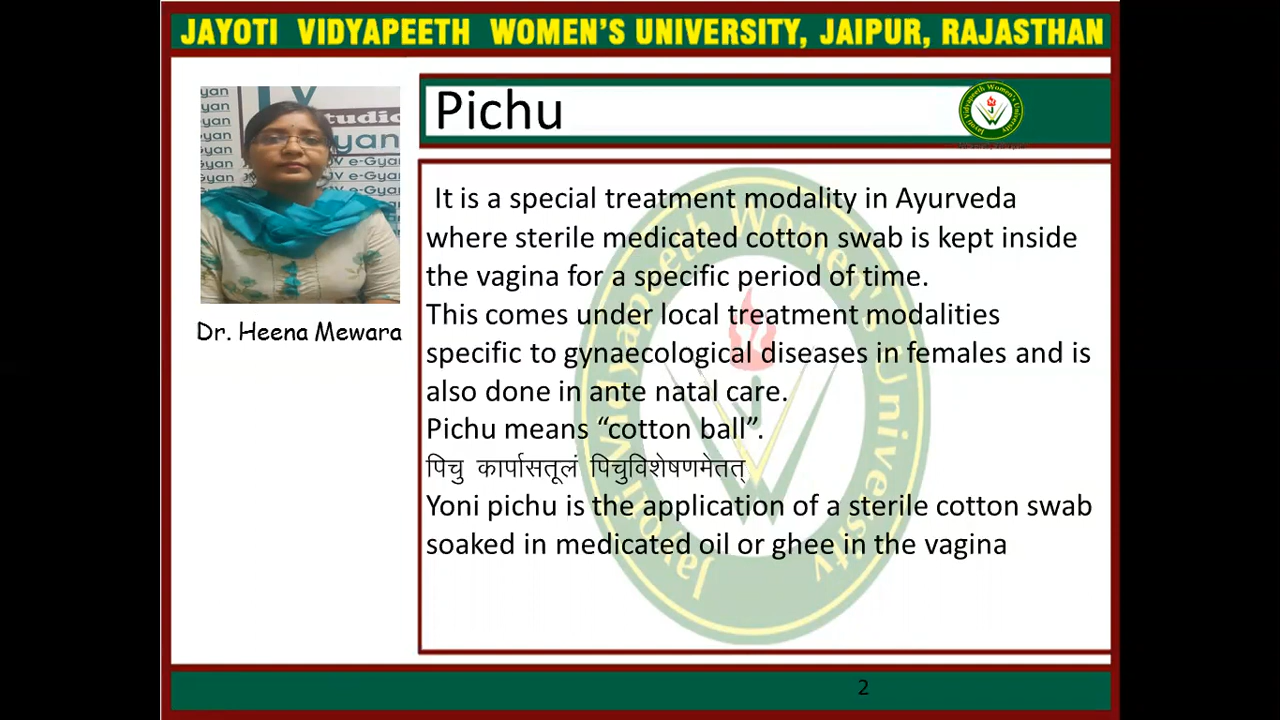 JAYOTI VIDYAPEETH WOMEN'S UNIVERSITY, JAIPUR, RAJASTHAN
Pichu
Dr. Heena Mewara
It is a special treatment modality in Ayurveda
where sterile medicated cotton swab is kept inside
the vagina for a specific period of time.
This comes under local treatment modalities
specific to gynaecological diseases in females and is
also done in ante natal care.
Pichu means “cotton ball”.
पिचु कार्पासतूलं पिचुविशेषणमेतत्
Yoni pichu is the application of a sterile cotton swab
soaked in medicated oil or ghee in the vagina
Jayoti Vidyapeeth Women's University
2